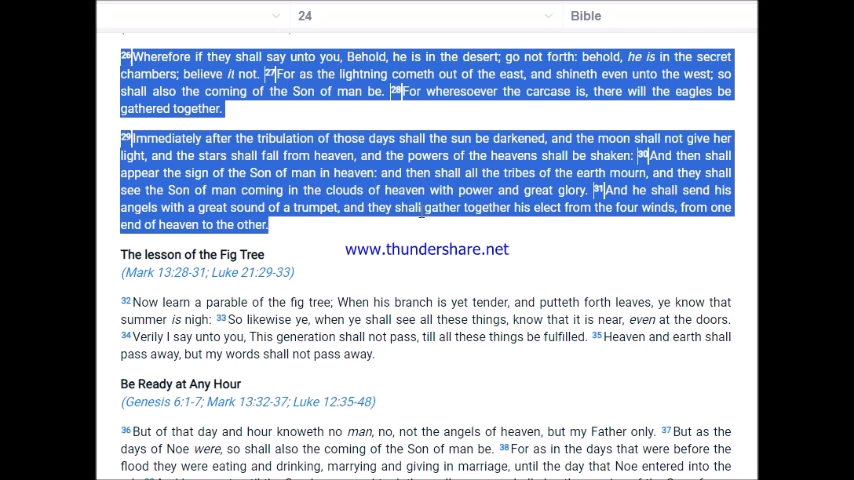 24 Bible
26Wherefore if they shall say unto you, Behold, he is in the desert; go not forth: behold, he is in the secret
chambers; believe it not. 27For as the lightning cometh out of the east, and shineth even unto the west; so
shall also the coming of the Son of man be. 28For wheresoever the carcase is, there will the eagles be
gathered together.
29Immediately after the tribulation of those days shall the sun be darkened, and the moon shall not give her
light, and the stars shall fall from heaven, and the powers of the heavens shall be shaken: 30And then shall
appear the sign of the Son of man in heaven: and then shall all the tribes of the earth mourn, and they shall
see the Son of man coming in the clouds of heaven with power and great glory. 31And he shall send his
angels with a great sound of a trumpet, and they shall gather together his elect from the four winds, from one
end of heaven to the other.
www.thundershare.net
The lesson of the Fig Tree
(Mark 13:28-31; Luke 21:29-33)
32Now learn a parable of the fig tree; When his branch is yet tender, and putteth forth leaves, ye know that
summer is nigh: 33So likewise ye, when ye shall see all these things, know that it is near, even at the doors.
34Verily I say unto you, This generation shall not pass, till all these things be fulfilled. 35Heaven and earth shall
pass away, but my words shall not pass away.
Be Ready at Any Hour
(Genesis 6:1-7; Mark 13:32-37; Luke 12:35-48)
36But of that day and hour knoweth no man, no, not the angels of heaven, but my Father only. 37But as the
days of Noe were, so shall also the coming of the Son of man be. 38For as in the days that were before the
flood they were eating and drinking, marrying and giving in marriage, until the day that Noe entered into the